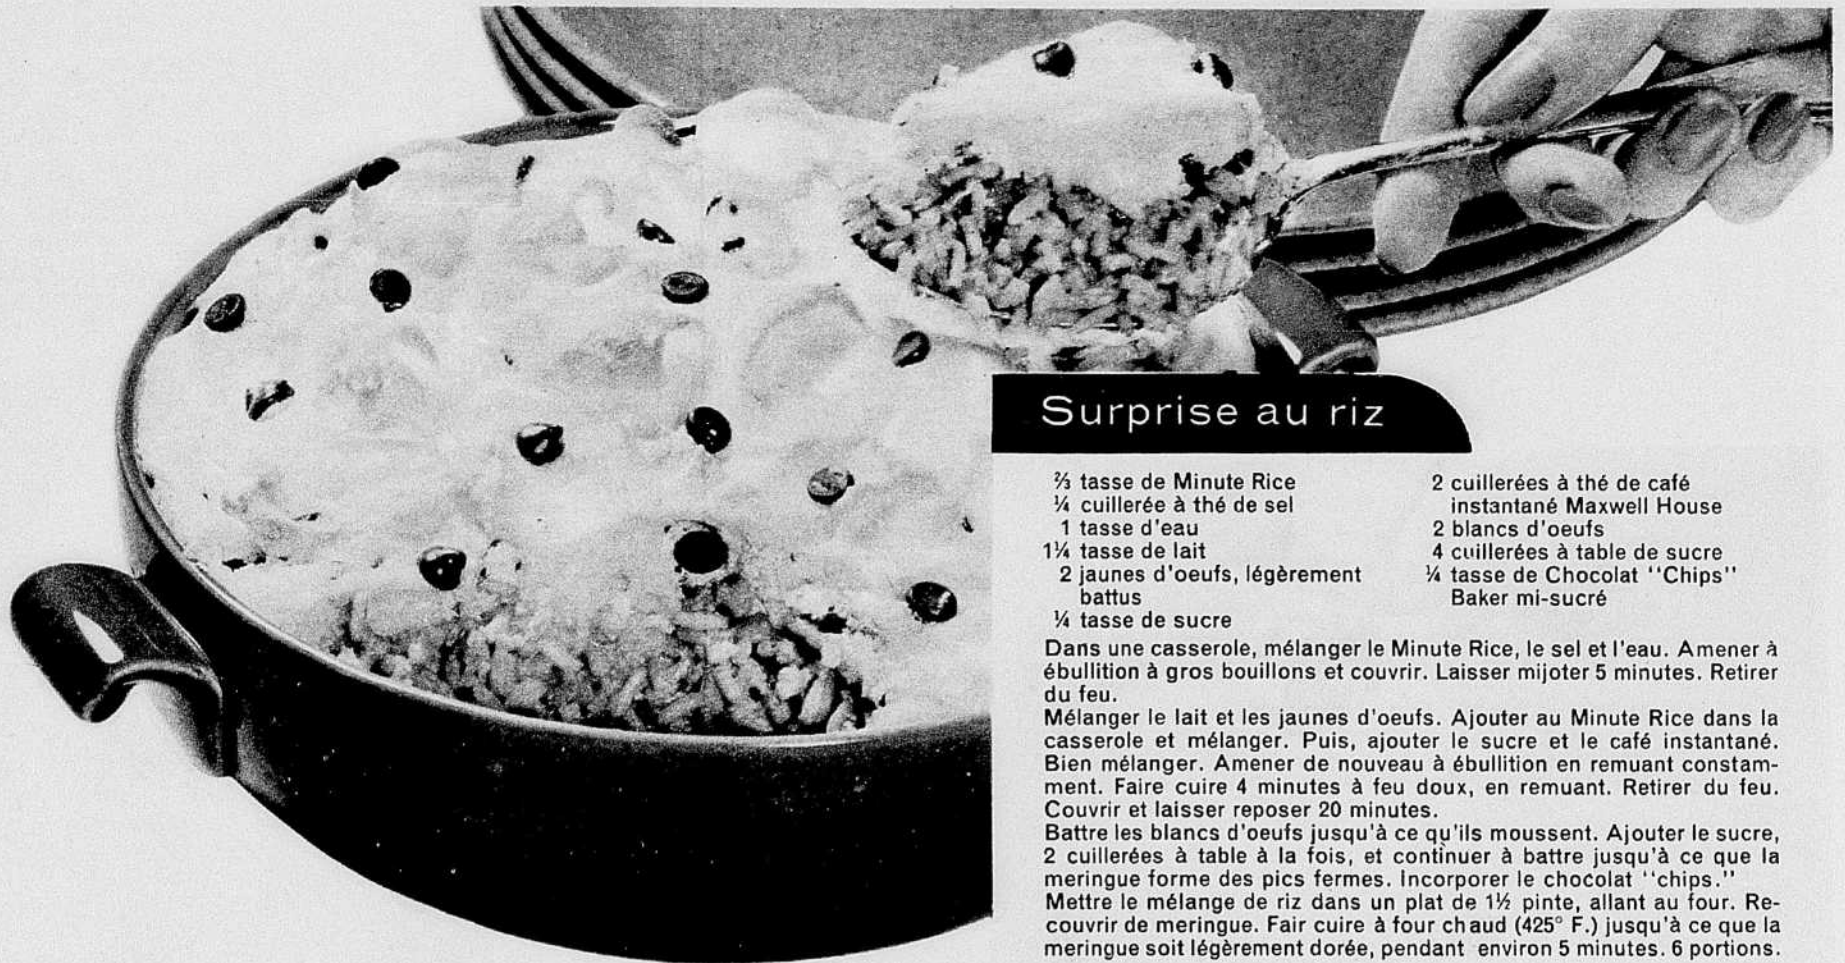 Surprise au riz
⅔ tasse de Minute Rice
¼ cuillerée à thé de sel
1 tasse d'eau
1¼ tasse de lait
2 jaunes d'oeufs, légèrement
battus
¼ tasse de sucre
2 cuillerées à thé de café
instantané Maxwell House
2 blancs d'oeufs
4 cuillerées à table de sucre
¼ tasse de Chocolat "Chips"
Baker mi-sucré
Dans une casserole, mélanger le Minute Rice, le sel et l'eau. Amener à
ébullition à gros bouillons et couvrir. Laisser mijoter 5 minutes. Retirer
du feu.
Mélanger le lait et les jaunes d'oeufs. Ajouter au Minute Rice dans la
casserole et mélanger. Puis, ajouter le sucre et le café instantané.
Bien mélanger. Amener de nouveau à ébullition en remuant constam-
ment. Faire cuire 4 minutes à feu doux, en remuant. Retirer du feu.
Couvrir et laisser reposer 20 minutes.
Battre les blancs d'oeufs jusqu'à ce qu'ils moussent. Ajouter le sucre,
2 cuillerées à table à la fois, et continuer à battre jusqu'à ce que la
meringue forme des pics fermes. Incorporer le chocolat "chips."
Mettre le mélange de riz dans un plat de 1½ pinte, allant au four. Re-
couvrir de meringue. Fair cuire à four chaud (425° F.) jusqu'à ce que la
meringue soit légèrement dorée, pendant environ 5 minutes. 6 portions.